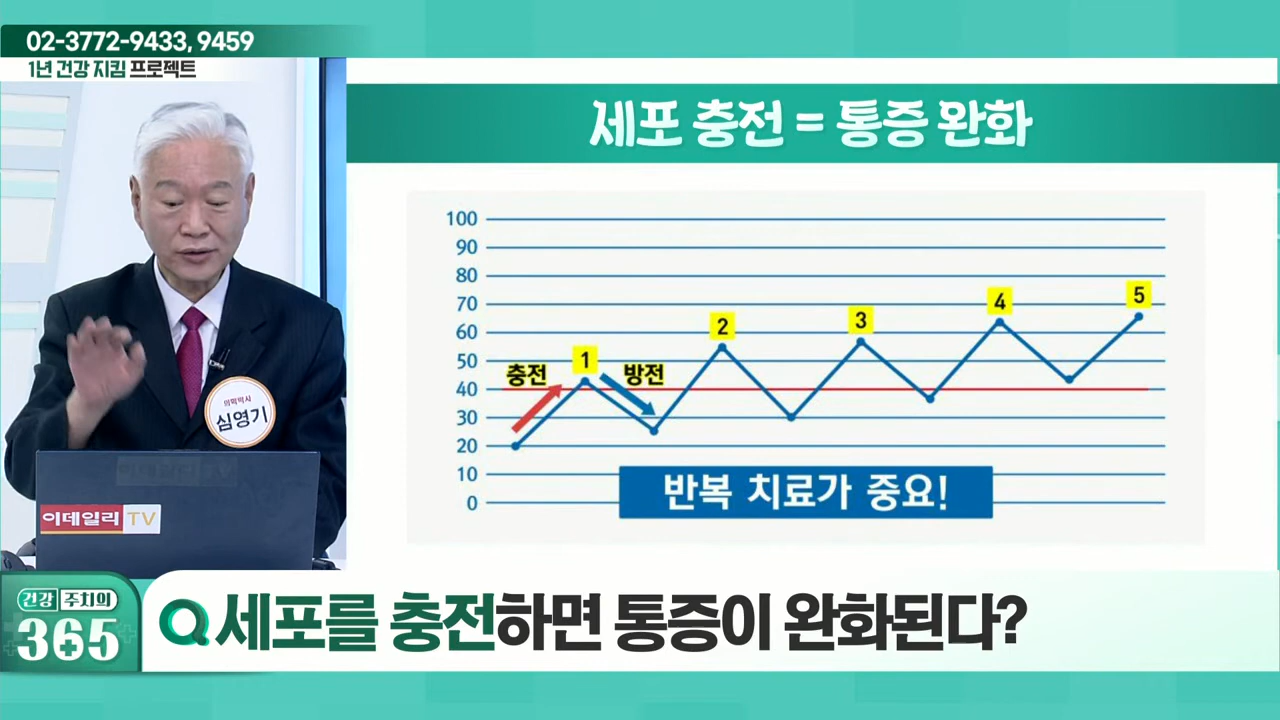 02-3772-9433, 9459
1년 건강 지킴 프로젝트
세포 충전 = 통증 완화
100
90
80
70
60
50
40
30
20
10
0
충전
1
방전
2
3
4
5
반복 치료가 중요!
의학박사
심영기
이데일리 TV
건강 주치의
365
Q 세포를 충전하면 통증이 완화된다?